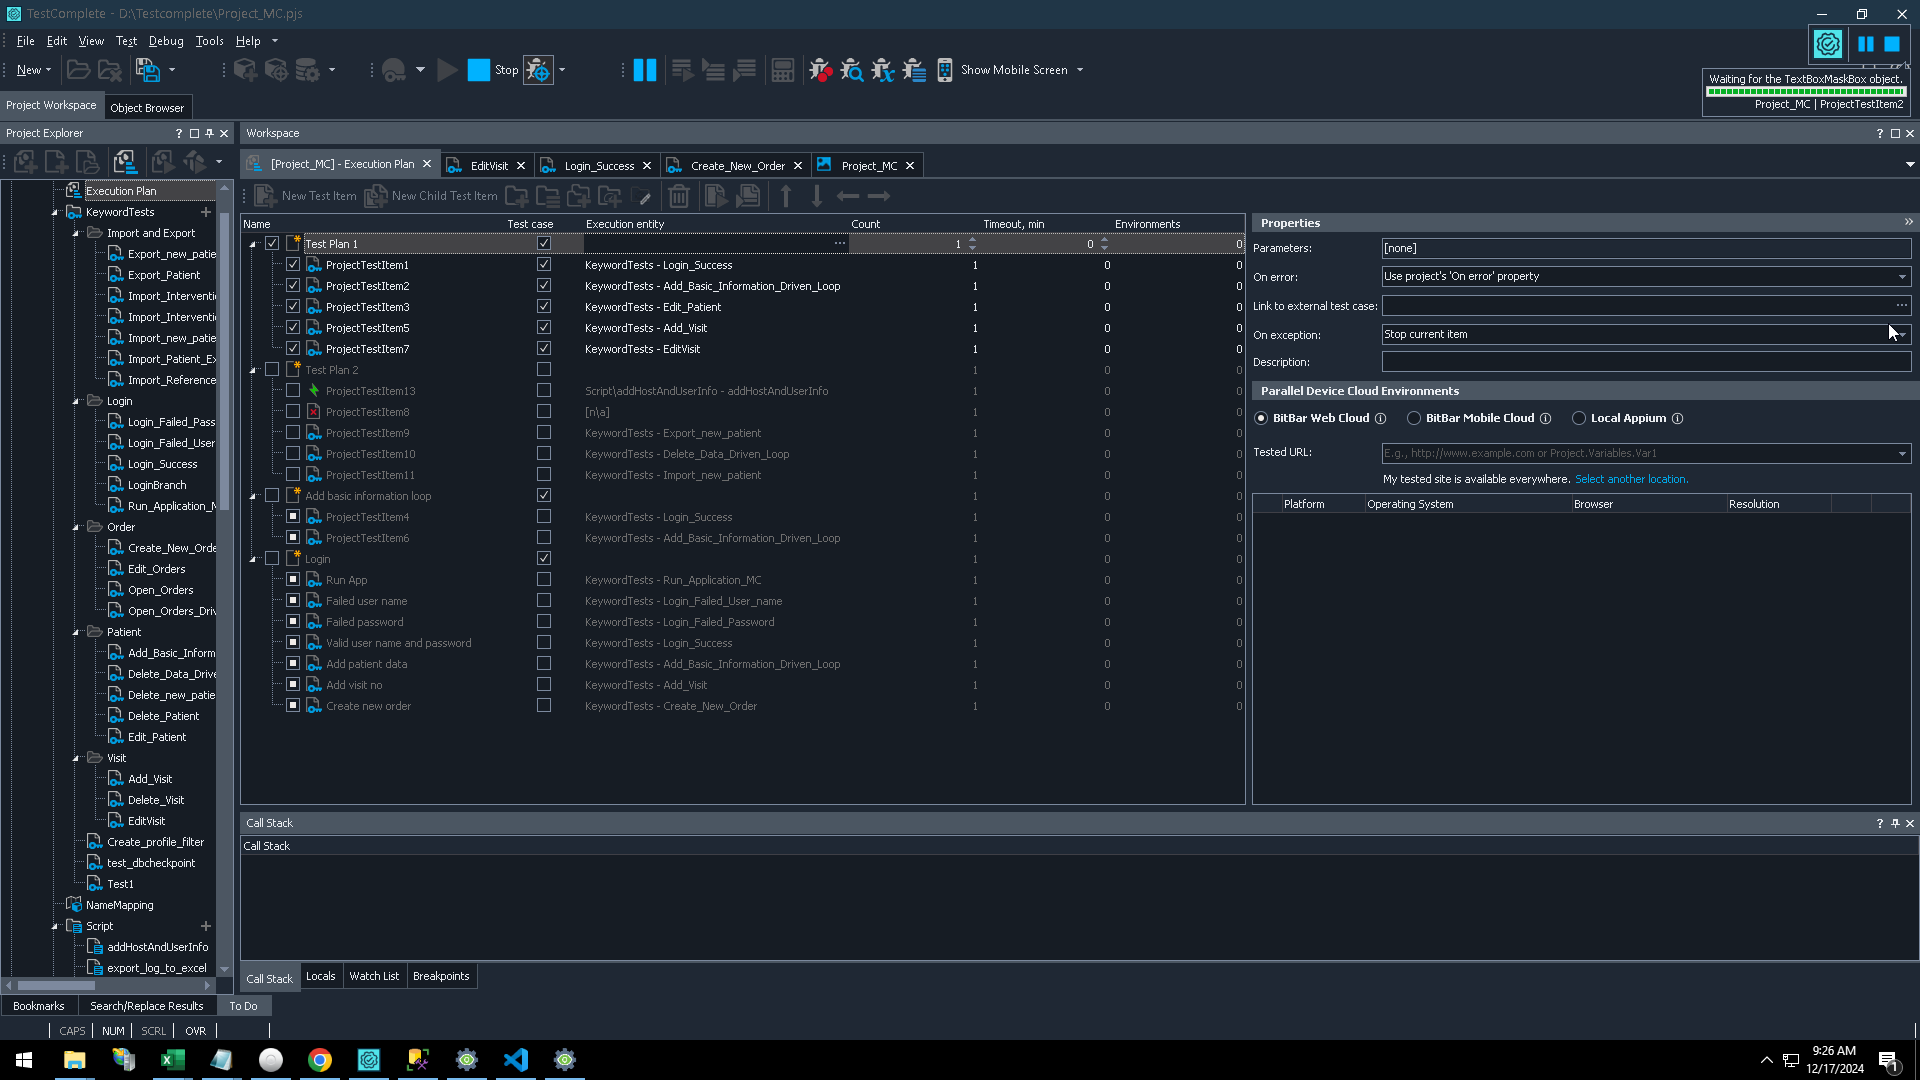 TestComplete - D:\Testcomplete\Project_MC.pjs
File Edit View Test Debug Tools Help
New Stop Show Mobile Screen
Waiting for the TextBoxMaskBox object.
Project_MC | ProjectTestItem2
Project Workspace Object Browser
Project Explorer
Execution Plan
KeywordTests
Import and Export
Export_new_patie
Export_Patient
Import_Interventi
Import_Interventi
Import_new_patie
Import_Patient_Ex
Import_Reference
Login
Login_Failed_Pass
Login_Failed_User
Login_Success
LoginBranch
Run_Application_M
Order
Create_New_Orde
Edit_Orders
Open_Orders
Open_Orders_Driv
Patient
Add_Basic_Inform
Delete_Data_Drive
Delete_new_patie
Delete_Patient
Edit_Patient
Visit
Add_Visit
Delete_Visit
EditVisit
Create_profile_filter
test_dbcheckpoint
Test1
NameMapping
Script
addHostAndUserInfo
export_log_to_excel
Workspace
[Project_MC] - Execution Plan EditVisit Login_Success Create_New_Order Project_MC
New Test Item New Child Test Item
Name Test case Execution entity Count Timeout, min Environments
Test Plan 1 1 0 0
ProjectTestItem1 KeywordTests - Login_Success 1 0 0
ProjectTestItem2 KeywordTests - Add_Basic_Information_Driven_Loop 1 0 0
ProjectTestItem3 KeywordTests - Edit_Patient 1 0 0
ProjectTestItem5 KeywordTests - Add_Visit 1 0 0
ProjectTestItem7 KeywordTests - EditVisit 1 0 0
Test Plan 2 1 0 0
ProjectTestItem13 Script\addHostAndUserInfo - addHostAndUserInfo 1 0 0
ProjectTestItem8 [n\a] 1 0 0
ProjectTestItem9 KeywordTests - Export_new_patient 1 0 0
ProjectTestItem10 KeywordTests - Delete_Data_Driven_Loop 1 0 0
ProjectTestItem11 KeywordTests - Import_new_patient 1 0 0
Add basic information loop 1 0 0
ProjectTestItem4 KeywordTests - Login_Success 1 0 0
ProjectTestItem6 KeywordTests - Add_Basic_Information_Driven_Loop 1 0 0
Login 1 0 0
Run App KeywordTests - Run_Application_MC 1 0 0
Failed user name KeywordTests - Login_Failed_User_name 1 0 0
Failed password KeywordTests - Login_Failed_Password 1 0 0
Valid user name and password KeywordTests - Login_Success 1 0 0
Add patient data KeywordTests - Add_Basic_Information_Driven_Loop 1 0 0
Add visit no KeywordTests - Add_Visit 1 0 0
Create new order KeywordTests - Create_New_Order 1 0 0
Properties
Parameters: [none]
On error: Use project's 'On error' property
Link to external test case:
On exception: Stop current item
Description:
Parallel Device Cloud Environments
BitBar Web Cloud BitBar Mobile Cloud Local Appium
Tested URL: E.g., http://www.example.com or Project.Variables.Var1
My tested site is available everywhere. Select another location.
Platform Operating System Browser Resolution
Call Stack
Call Stack
Call Stack Locals Watch List Breakpoints
Bookmarks Search/Replace Results To Do
CAPS NUM SCRL OVR
9:26 AM
12/17/2024
1